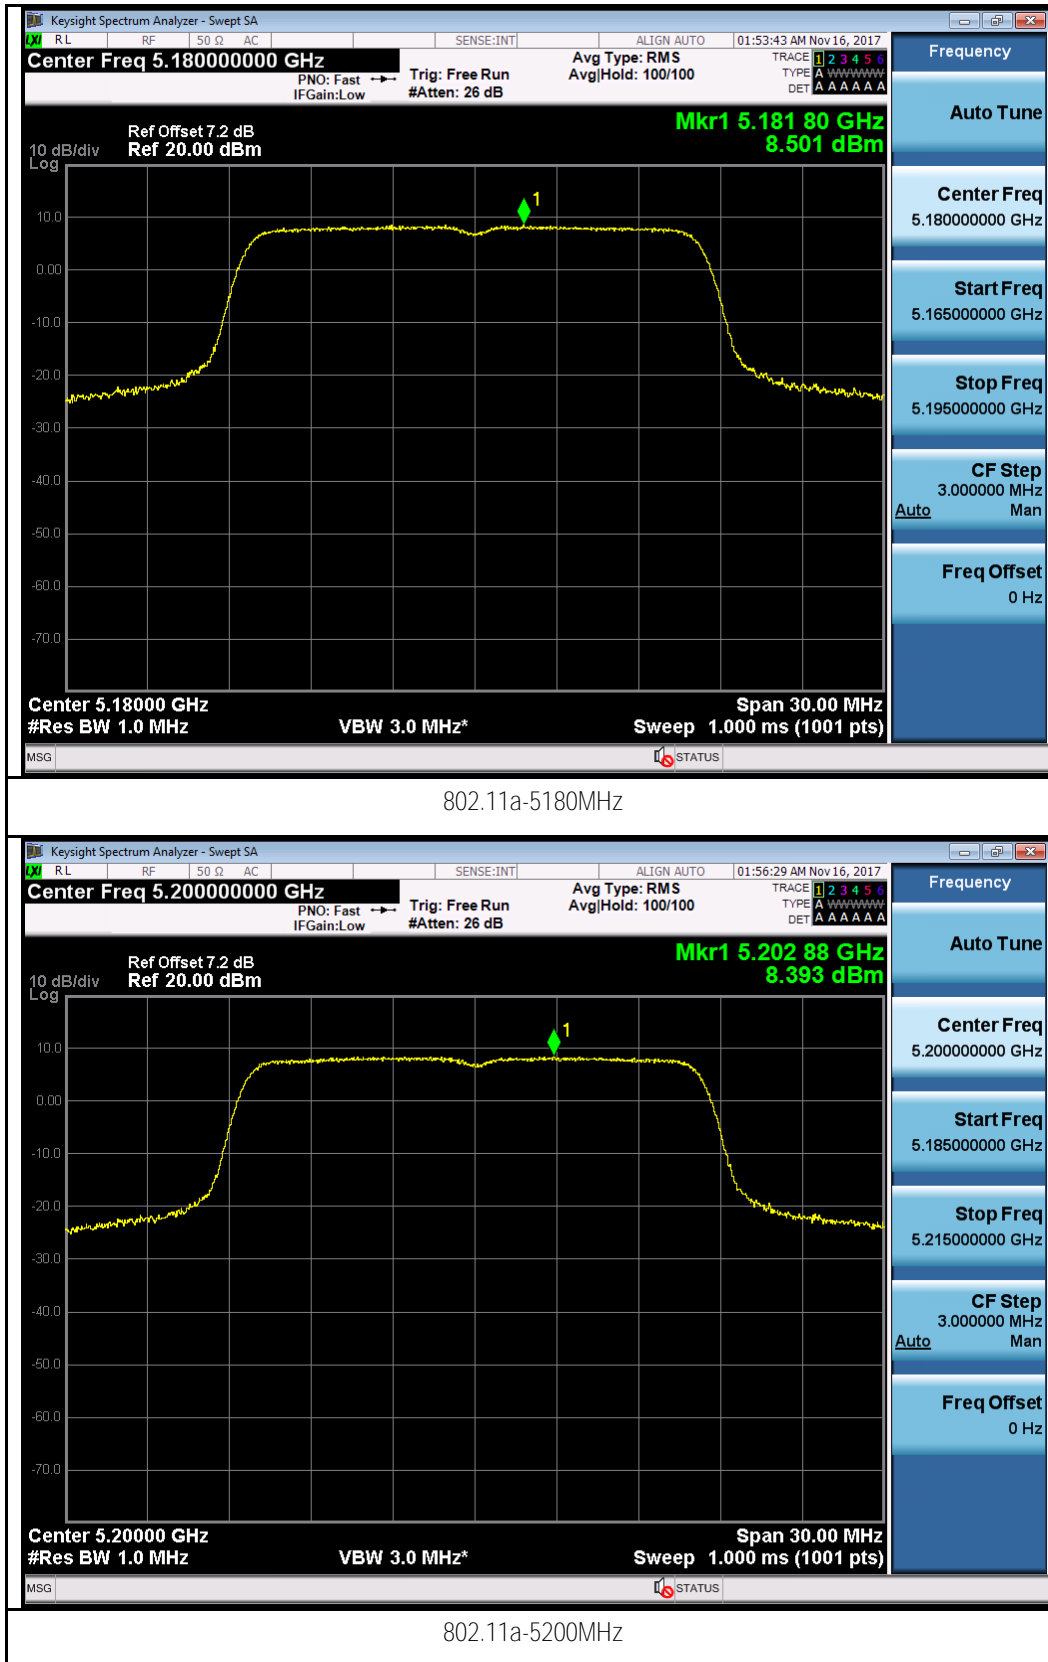 Keysight Spectrum Analyzer - Swept SA
LXI RL RF 50 Ω AC SENSE:INT ALIGN AUTO 01:53:43 AM Nov 16, 2017
Center Freq 5.180000000 GHz
PNO: Fast
IFGain:Low
Trig: Free Run
#Atten: 26 dB
Avg Type: RMS
Avg|Hold: 100/100
TRACE 1 2 3 4 5 6
TYPE A WWWWW
DET A A A A A A
Frequency
Auto Tune
Center Freq
5.180000000 GHz
Start Freq
5.165000000 GHz
Stop Freq
5.195000000 GHz
CF Step
3.000000 MHz
Auto Man
Freq Offset
0 Hz
Mkr1 5.181 80 GHz
8.501 dBm
Ref Offset 7.2 dB
10 dB/div Ref 20.00 dBm
Log
1
10.0
0.00
-10.0
-20.0
-30.0
-40.0
-50.0
-60.0
-70.0
Center 5.18000 GHz Span 30.00 MHz
#Res BW 1.0 MHz VBW 3.0 MHz* Sweep 1.000 ms (1001 pts)
MSG STATUS
802.11a-5180MHz
Keysight Spectrum Analyzer - Swept SA
LXI RL RF 50 Ω AC SENSE:INT ALIGN AUTO 01:56:29 AM Nov 16, 2017
Center Freq 5.200000000 GHz
PNO: Fast
IFGain:Low
Trig: Free Run
#Atten: 26 dB
Avg Type: RMS
Avg|Hold: 100/100
TRACE 1 2 3 4 5 6
TYPE A WWWWW
DET A A A A A A
Frequency
Auto Tune
Center Freq
5.200000000 GHz
Start Freq
5.185000000 GHz
Stop Freq
5.215000000 GHz
CF Step
3.000000 MHz
Auto Man
Freq Offset
0 Hz
Mkr1 5.202 88 GHz
8.393 dBm
Ref Offset 7.2 dB
10 dB/div Ref 20.00 dBm
Log
1
10.0
0.00
-10.0
-20.0
-30.0
-40.0
-50.0
-60.0
-70.0
Center 5.20000 GHz Span 30.00 MHz
#Res BW 1.0 MHz VBW 3.0 MHz* Sweep 1.000 ms (1001 pts)
MSG STATUS
802.11a-5200MHz